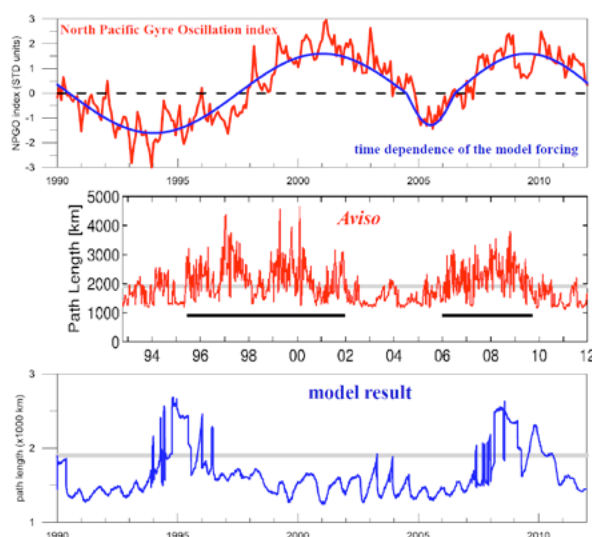 3
North Pacific Gyre Oscillation index
2
1
0
-1
-2
time dependence of the model forcing
-3
NPGO index (STD units)
1990 1995 2000 2005 2010
5000
Aviso
4000
3000
2000
1000
0
Path Length [km]
94 96 98 00 02 04 06 08 10 12
3
model result
2
1
path length (x1000 km)
1990 1995 2000 2005 2010